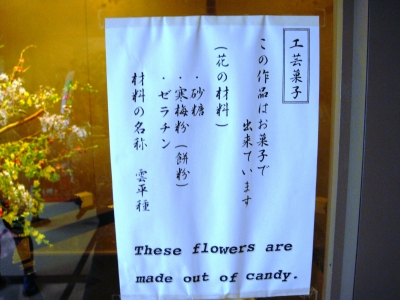 工芸菓子
この作品はお菓子で
出来ています
(花の材料)
・砂糖
・寒梅粉(餅粉)
・ゼラチン
材料の名称 雲平種
These flowers are
made out of candy.